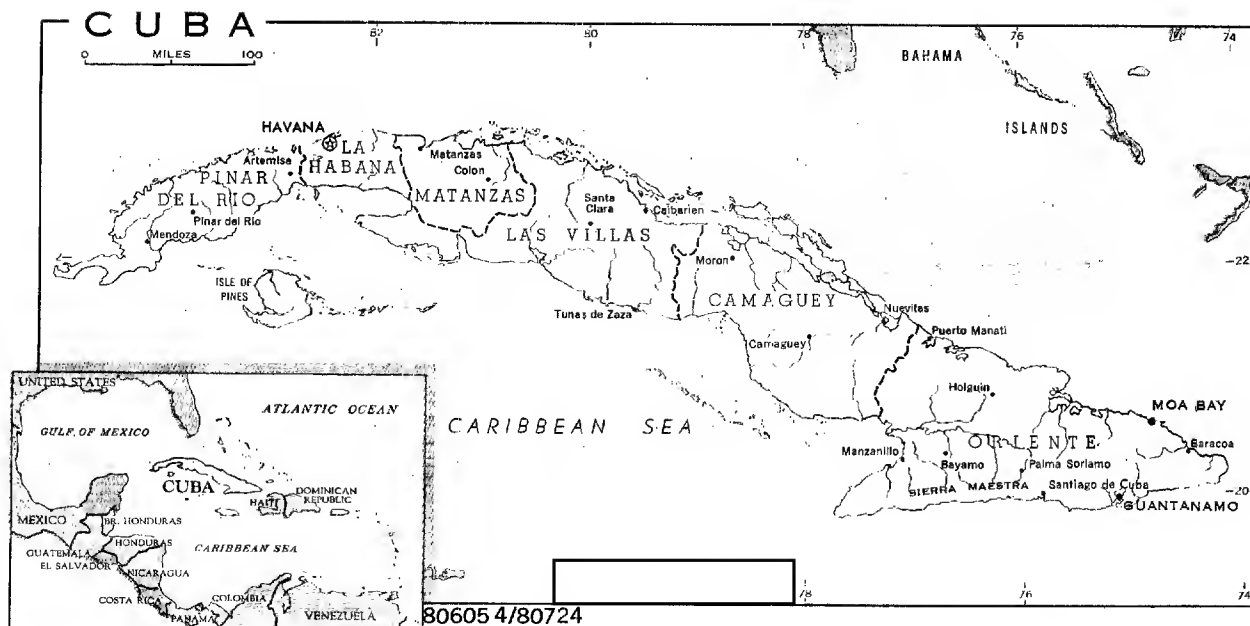 CUBA
0 MILES 100
82
80
78
76
74
BAHAMA
ISLANDS
HAVANA
LA
HABANA
Artemisa
PINAR
DEL RIO
Pinar del Rio
Mendoza
Matanzas
Colon
MATANZAS
Santa
Clara
Caibarien
LAS VILLAS
ISLE OF
PINES
Moron
-22
CAMAGUEY
Tunas de Zaza
Nuevitas
Camaguey
Puerto Manati
Holguin
MOA BAY
CARIBBEAN SEA
ORIENTE
Baracoa
Manzanillo
Bayamo
Palma Soriamo
SIERRA MAESTRA
Santiago de Cuba
-20
GUANTANAMO
UNITED STATES
ATLANTIC OCEAN
GULF OF MEXICO
CUBA
HAITI
DOMINICAN
REPUBLIC
MEXICO
BR. HONDURAS
HONDURAS
GUATEMALA
EL SALVADOR
CARIBBEAN SEA
NICARAGUA
COSTA RICA
PANAMA
COLOMBIA
VENEZUELA
78
76
74
80605 4/80724